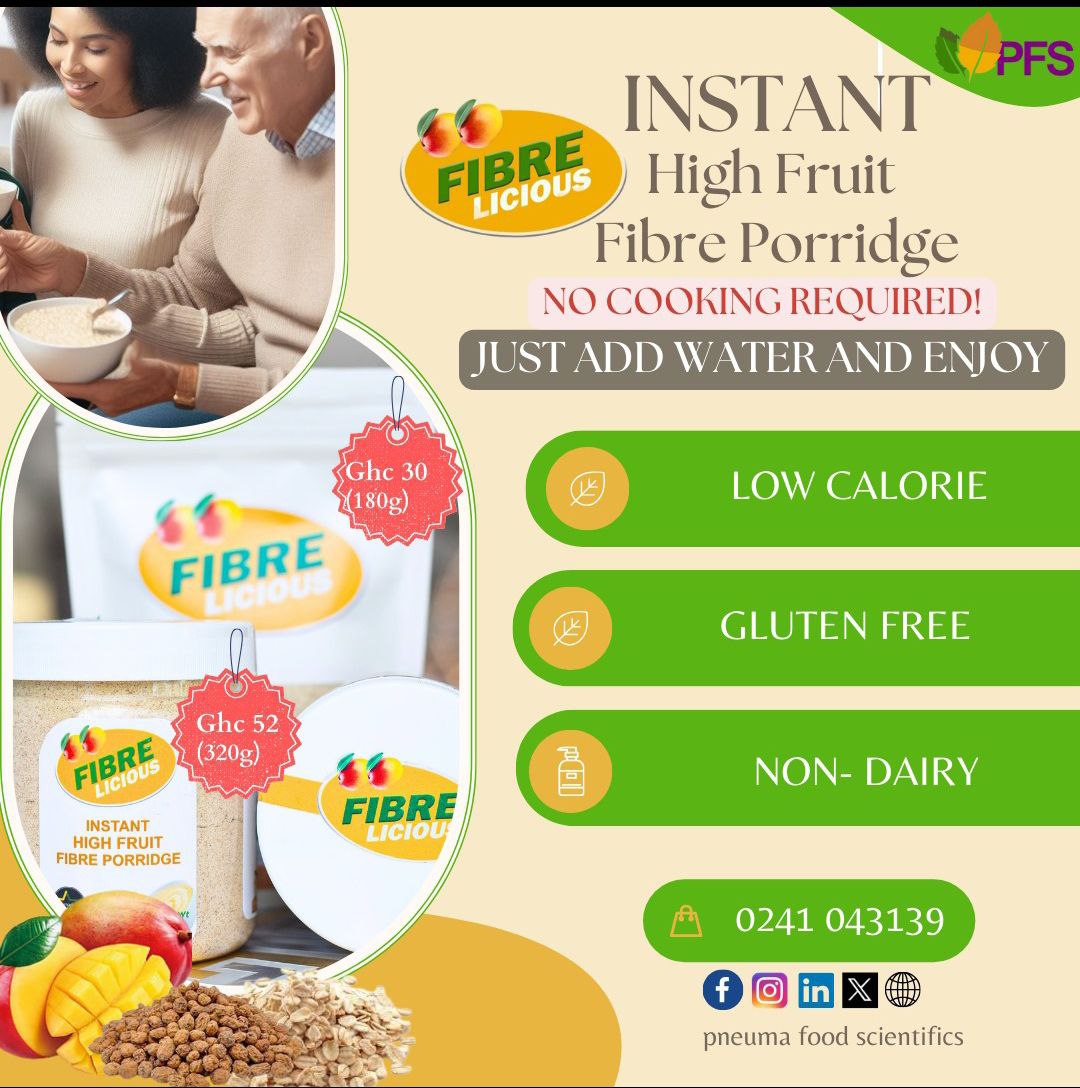 PFS
INSTANT
High Fruit
Fibre Porridge
FIBRE
LICIOUS
NO COOKING REQUIRED!
JUST ADD WATER AND ENJOY
Ghc 30
(180g)
FIBRE
LICIOUS
LOW CALORIE
GLUTEN FREE
NON- DAIRY
Ghc 52
(320g)
FIBRE
LICIOUS
INSTANT
HIGH FRUIT
FIBRE PORRIDGE
FIBRE
LICIOUS
0241 043139
pneuma food scientifics